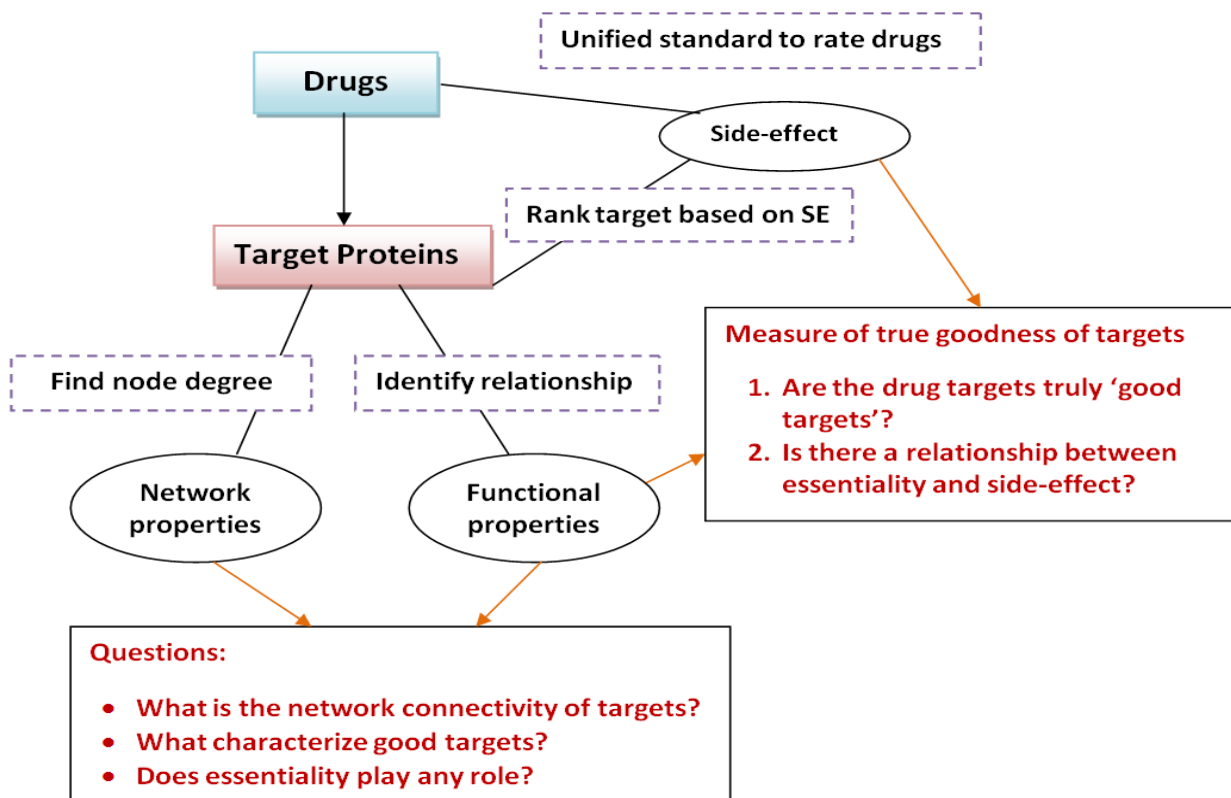 Unified standard to rate drugs
Drugs
Side-effect
Rank target based on SE
Target Proteins
Measure of true goodness of targets
1. Are the drug targets truly ‘good
targets’?
2. Is there a relationship between
essentiality and side-effect?
Find node degree
Identify relationship
Network
properties
Functional
properties
Questions:
• What is the network connectivity of targets?
• What characterize good targets?
• Does essentiality play any role?